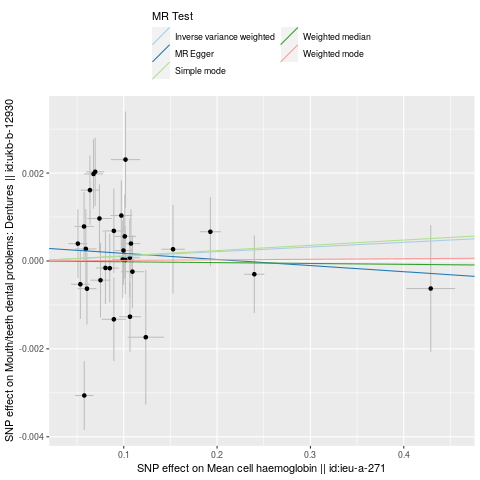 MR Test
Inverse variance weighted
Weighted median
MR Egger
Weighted mode
Simple mode
SNP effect on Mouth/teeth dental problems: Dentures || id:ukb-b-12930
0.002
0.000
-0.002
-0.004
0.1
0.2
0.3
0.4
SNP effect on Mean cell haemoglobin || id:ieu-a-271